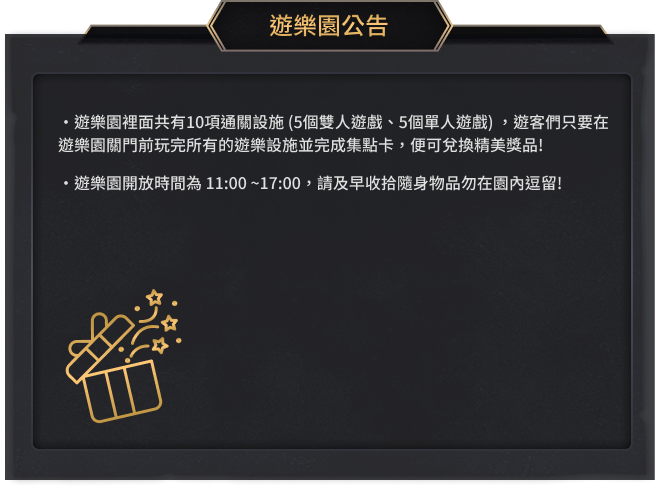 遊樂園公告
・遊樂園裡面共有10項通關設施 (5個雙人遊戲、5個單人遊戲) ，遊客們只要在
遊樂園關門前玩完所有的遊樂設施並完成集點卡，便可兌換精美獎品!
・遊樂園開放時間為 11:00 ~17:00，請及早收拾隨身物品勿在園內逗留!